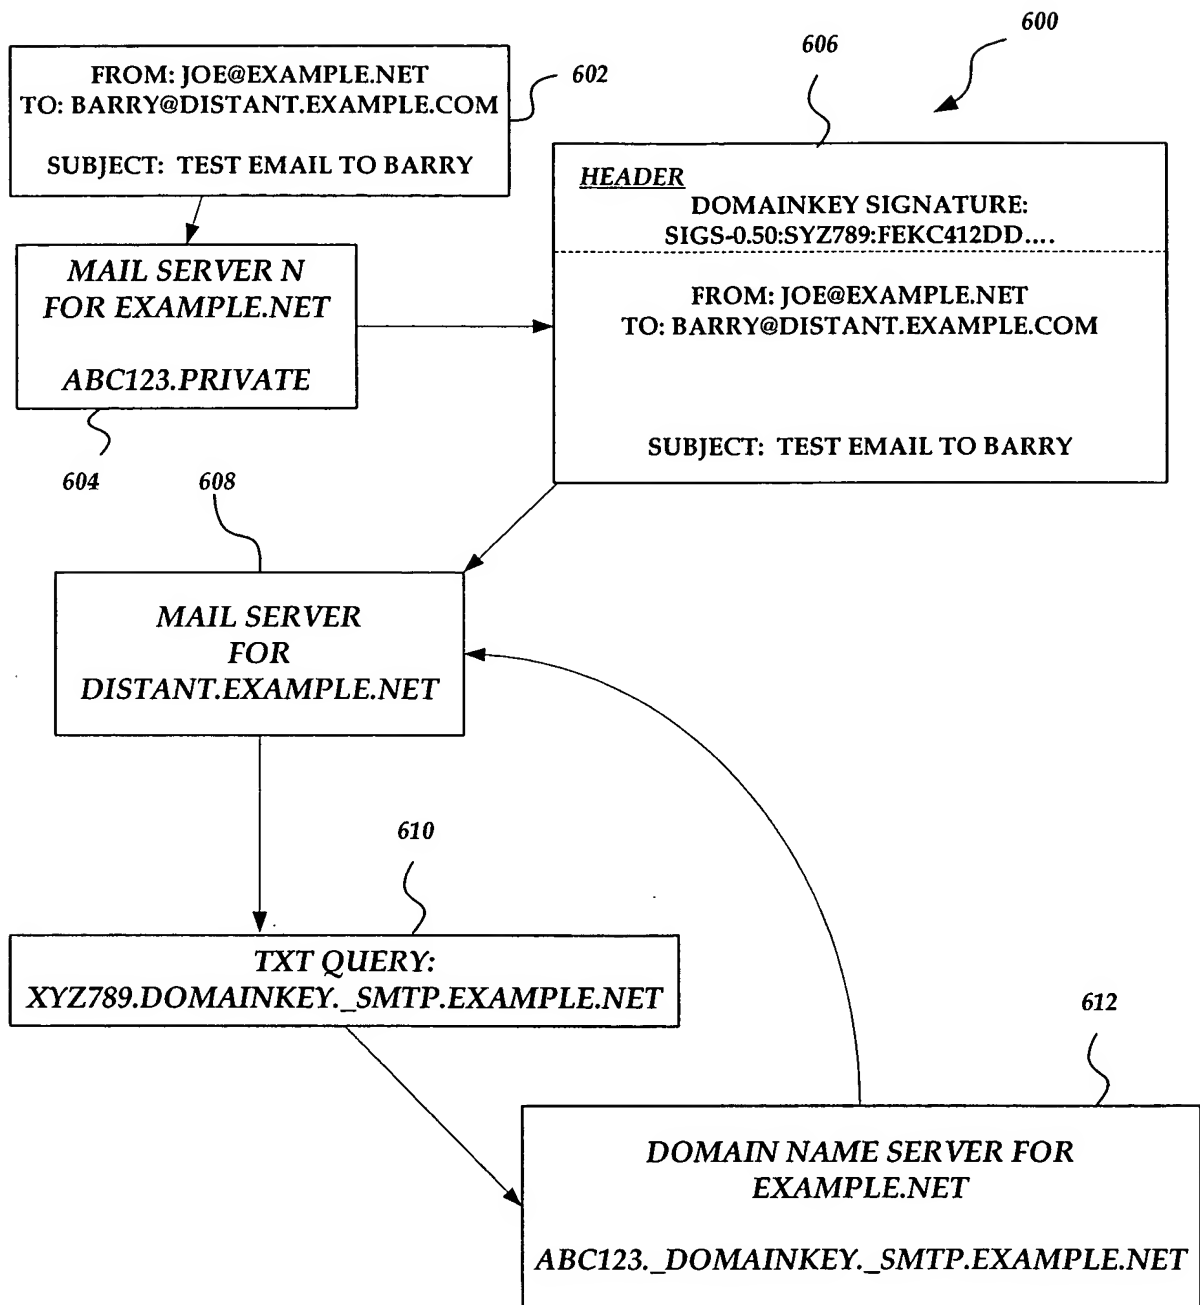 600
606
FROM: JOE@EXAMPLE.NET
TO: BARRY@DISTANT.EXAMPLE.COM
SUBJECT: TEST EMAIL TO BARRY
602
HEADER
DOMAINKEY SIGNATURE:
SIGS-0.50:SYZ789:FEKC412DD....
FROM: JOE@EXAMPLE.NET
TO: BARRY@DISTANT.EXAMPLE.COM
SUBJECT: TEST EMAIL TO BARRY
MAIL SERVER N
FOR EXAMPLE.NET
ABC123.PRIVATE
604
608
MAIL SERVER
FOR
DISTANT.EXAMPLE.NET
610
TXT QUERY:
XYZ789.DOMAINKEY._SMTP.EXAMPLE.NET
612
DOMAIN NAME SERVER FOR
EXAMPLE.NET
ABC123._DOMAINKEY._SMTP.EXAMPLE.NET